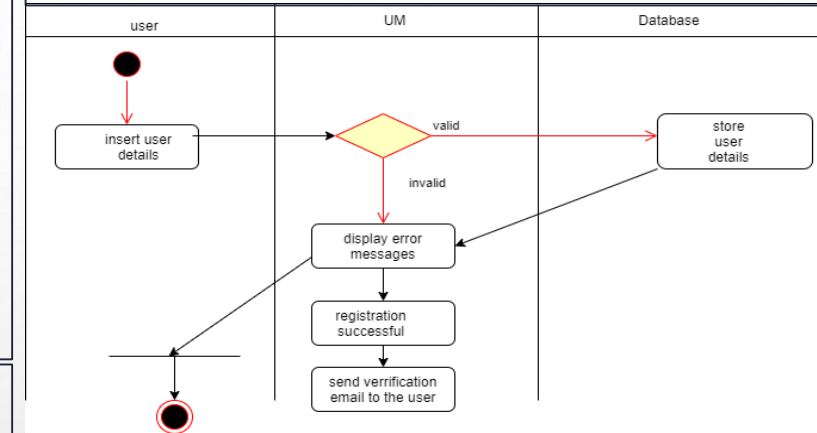 user
UM
Database
insert user
details
valid
store
user
details
invalid
display error
messages
registration
successful
send verrification
email to the user